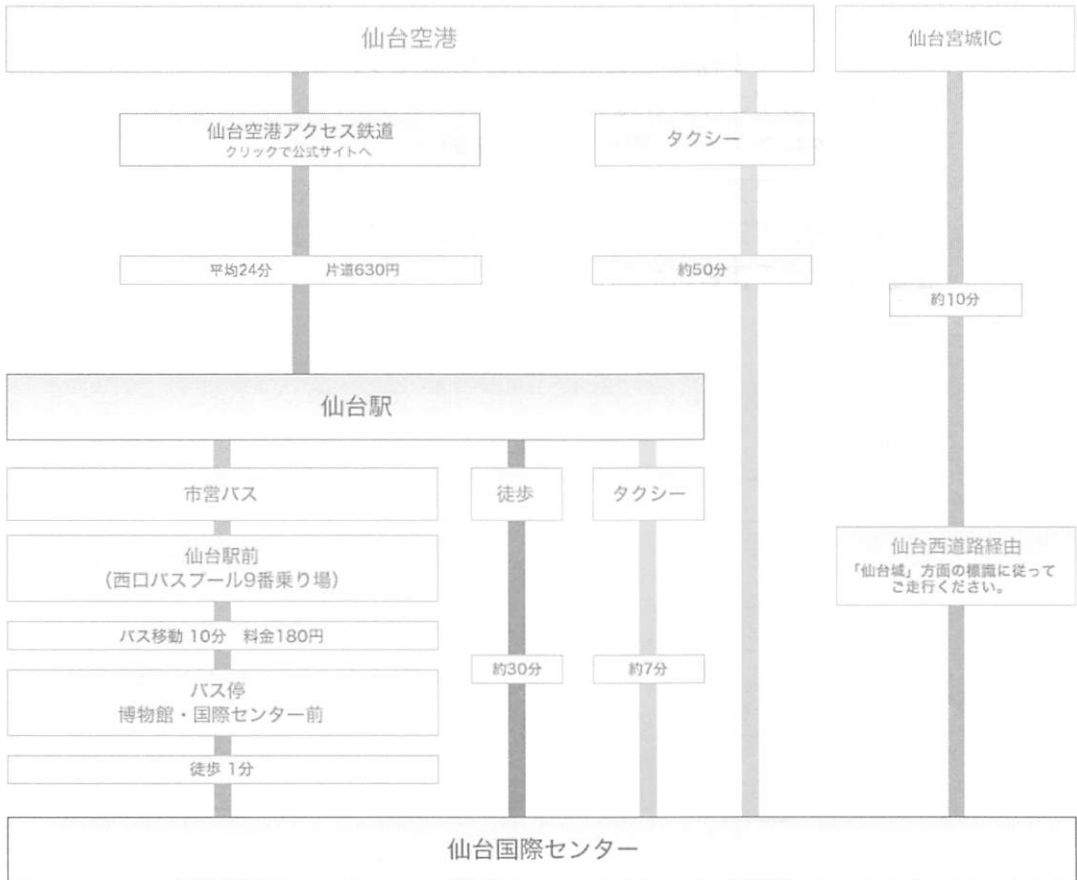 仙台空港
仙台宮城IC
仙台空港アクセス鉄道
クリックで公式サイトへ
タクシー
平均24分 片道630円
約50分
約10分
仙台駅
市営バス
徒歩
タクシー
仙台駅前
（西口バスプール9番乗り場）
仙台西道路経由
「仙台城」方面の標識に従って
ご走行ください。
バス移動 10分 料金180円
約30分
約7分
バス停
博物館・国際センター前
徒歩 1分
仙台国際センター